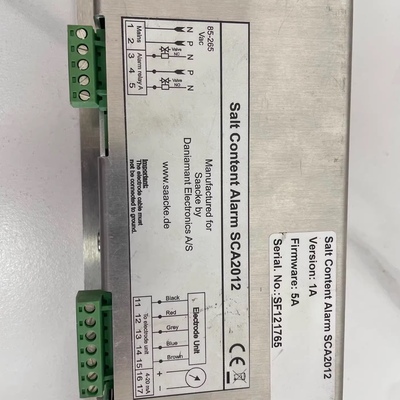 Salt Content Alarm SCA2012
Manufactured for
Saacke by
Daniamant Electronics A/S
www.saacke.de
Important:
The electrode cable must
not be connected to ground.
85-265
Vac
N
P
N
P
N
Valve
NO
Valve
NC
Mains
Alarm relay A
1
2
3
4
5
Electrode Unit
Black
Red
Grey
Blue
Brown
+
−
To electrode unit
4-20 mA
11
12
13
14
15
16
17
CE
Salt Content Alarm SCA2012
Version: 1A
Firmware: 5A
Serial. No.:SF121765